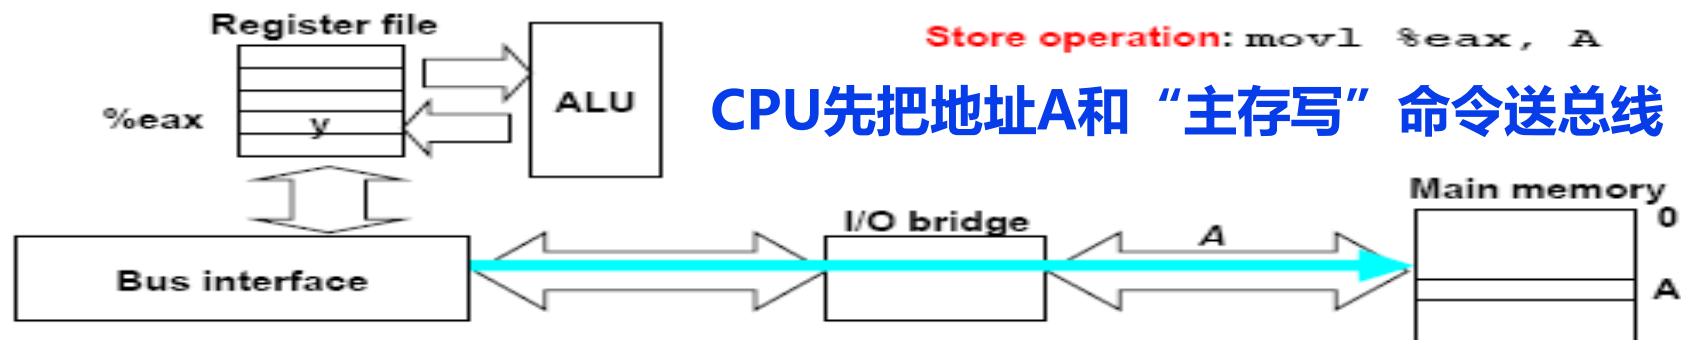 Register file
Store operation: movl %eax, A
ALU
%eax
y
CPU先把地址A和“主存写”命令送总线
Main memory
0
I/O bridge
A
Bus interface
A